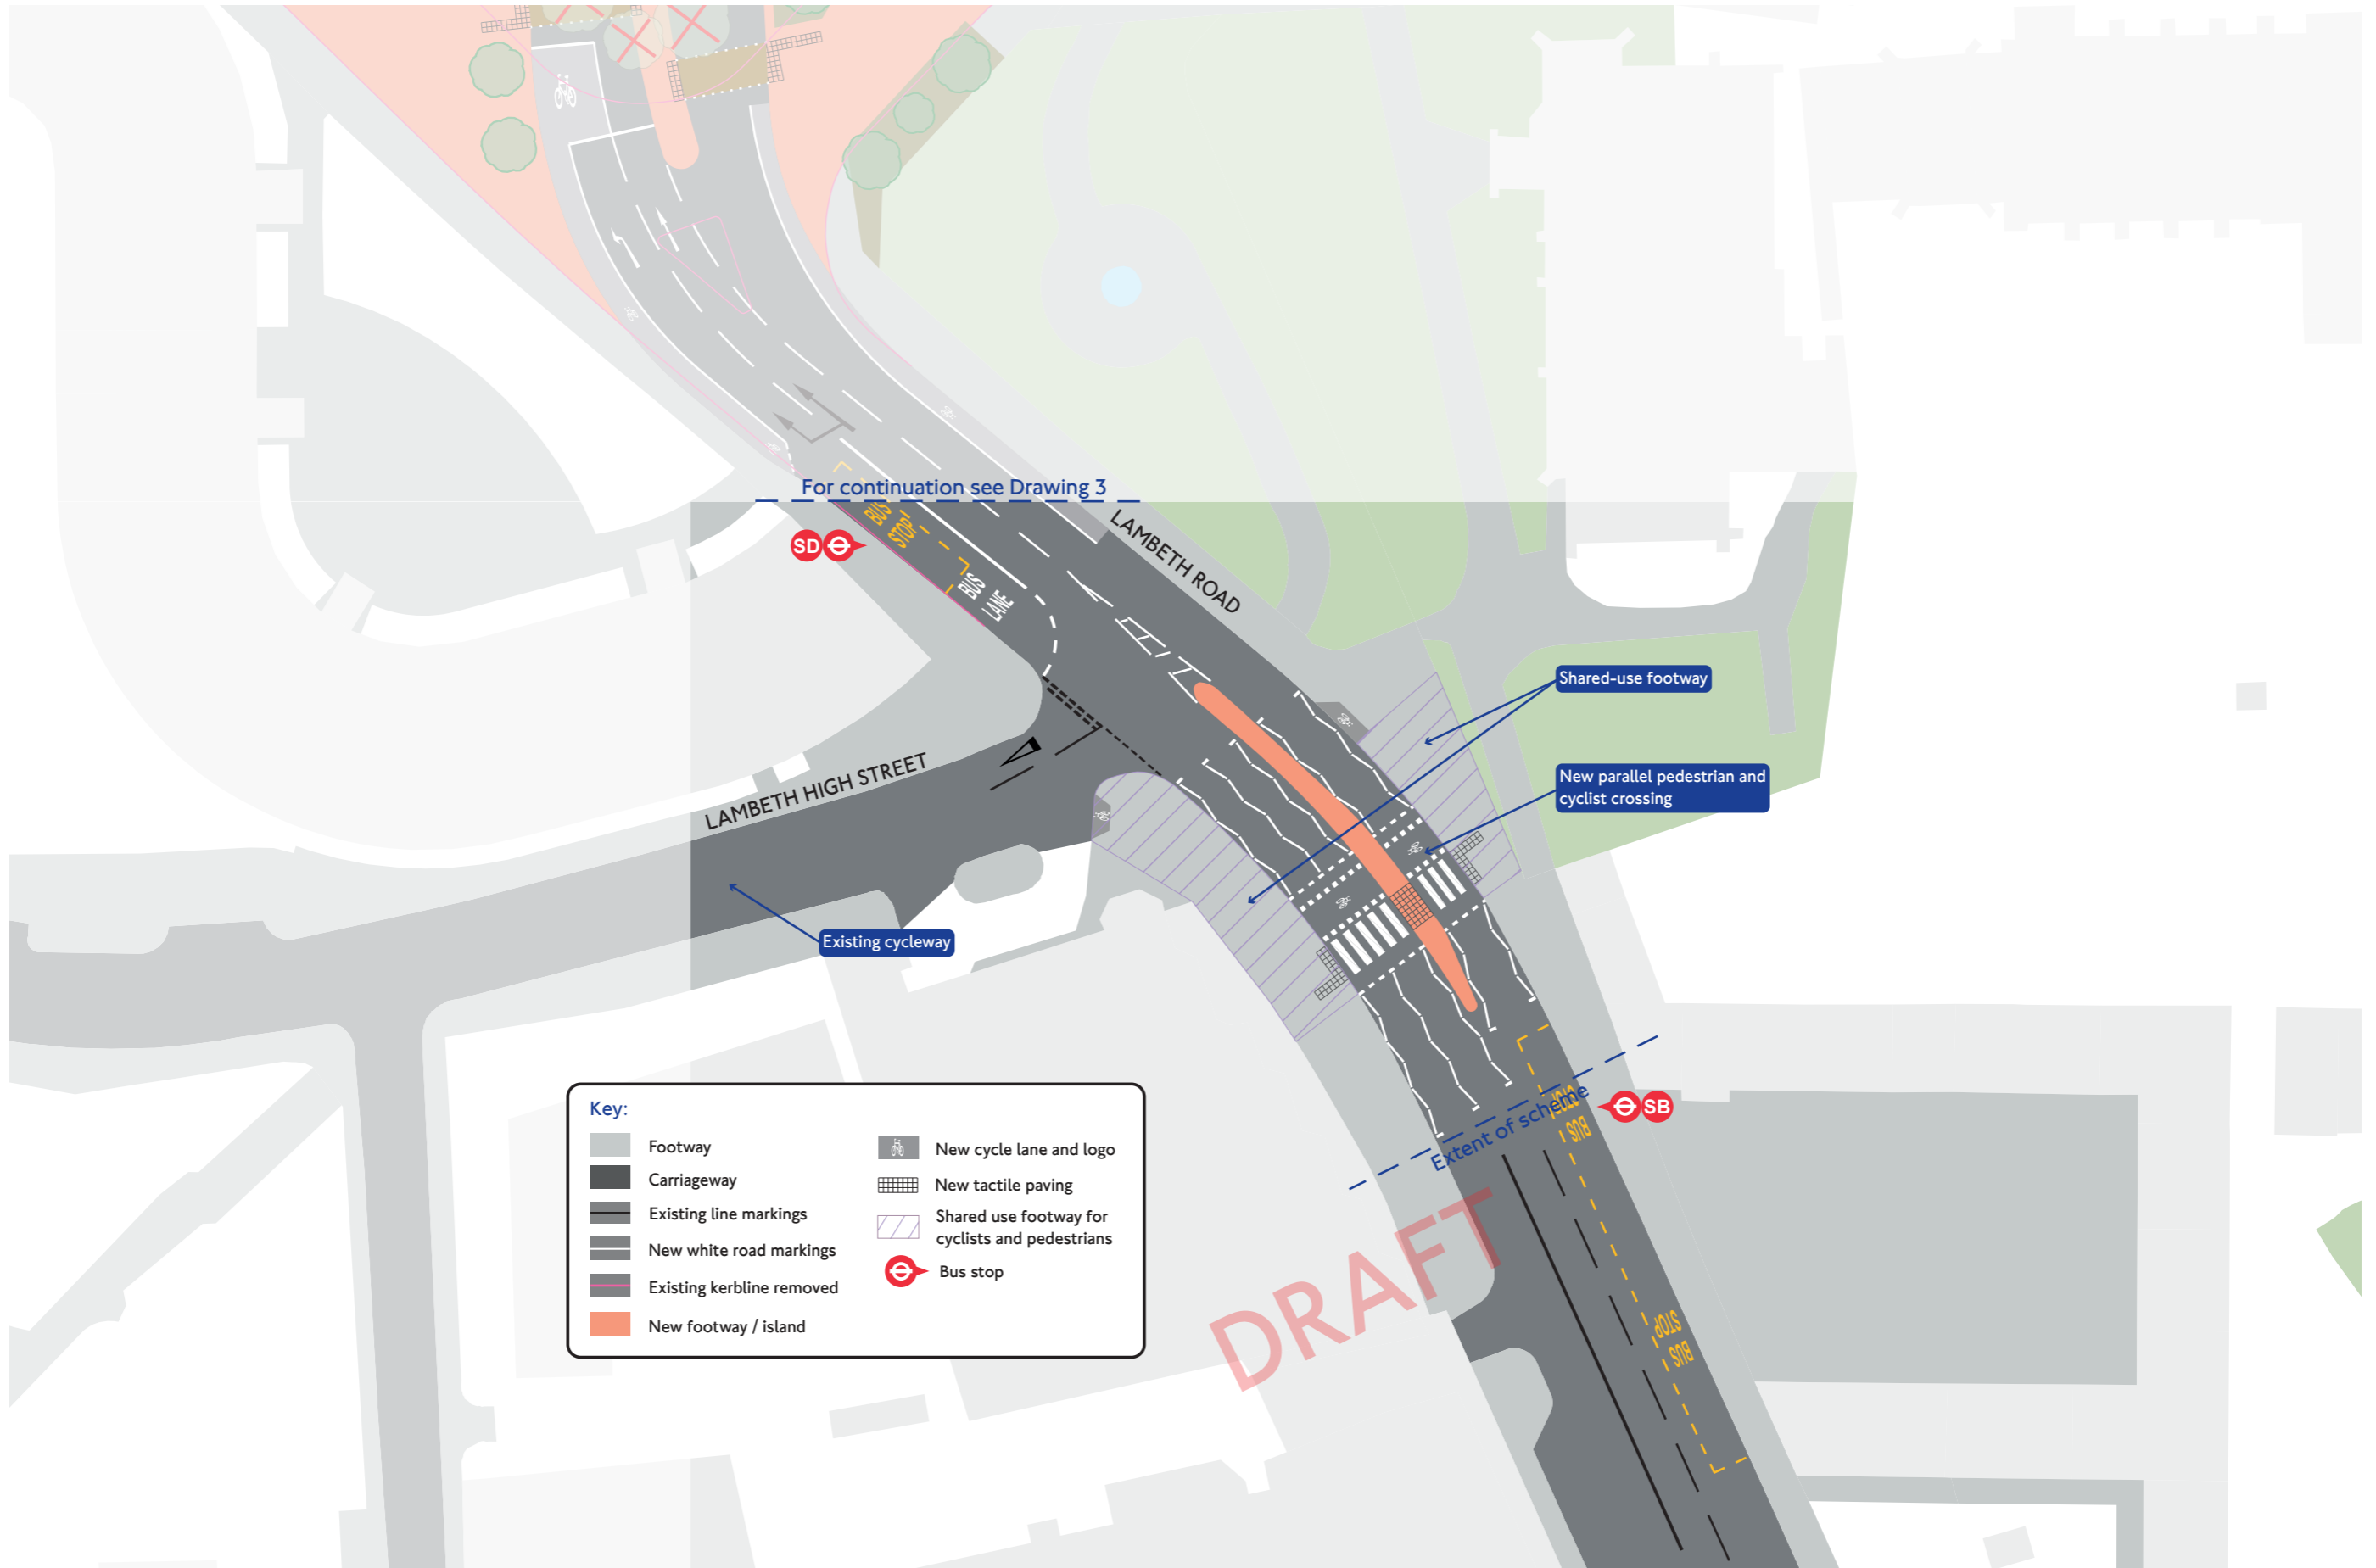 For continuation see Drawing 3
BUS
STOP
SD
BUS
LANE
LAMBETH ROAD
Shared-use footway
New parallel pedestrian and
cyclist crossing
LAMBETH HIGH STREET
Existing cycleway
STOP
BUS
SB
Extent of scheme
STOP
BUS
DRAFT
Key:
Footway
Carriageway
Existing line markings
New white road markings
Existing kerbline removed
New footway / island
New cycle lane and logo
New tactile paving
Shared use footway for
cyclists and pedestrians
Bus stop